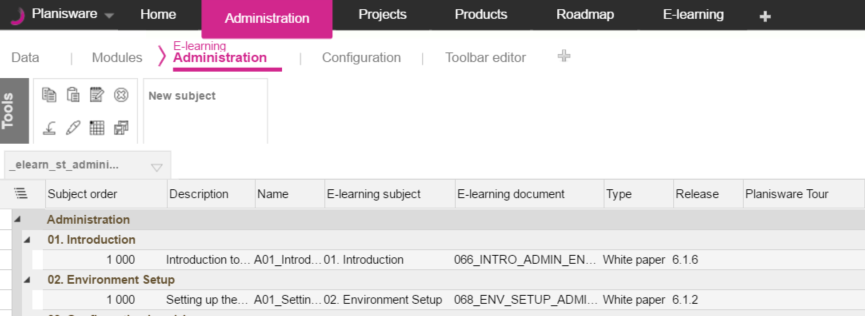 Planisware Home Administration Projects Products Roadmap E-learning
E-learning
Data | Modules Administration | Configuration | Toolbar editor
Tools
New subject
_elearn_st_admini...
Subject order Description Name E-learning subject E-learning document Type Release Planisware Tour
Administration
01. Introduction
1 000 Introduction to... A01_Introd... 01. Introduction 066_INTRO_ADMIN_EN... White paper 6.1.6
02. Environment Setup
1 000 Setting up the... A01_Settin... 02. Environment Setup 068_ENV_SETUP_ADMI... White paper 6.1.2